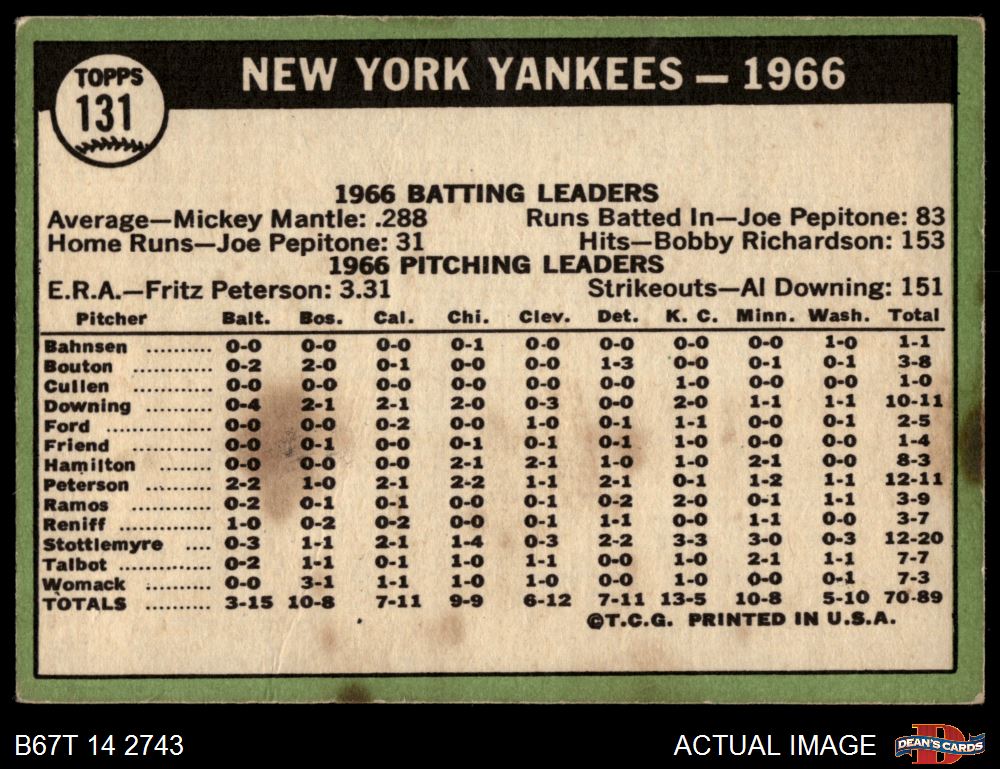 TOPPS
131
NEW YORK YANKEES — 1966
1966 BATTING LEADERS
Average—Mickey Mantle: .288 Runs Batted In—Joe Pepitone: 83
Home Runs—Joe Pepitone: 31 Hits—Bobby Richardson: 153
1966 PITCHING LEADERS
E.R.A.—Fritz Peterson: 3.31 Strikeouts—Al Downing: 151
Pitcher Balt. Bos. Cal. Chi. Clev. Det. K. C. Minn. Wash. Total
Bahnsen .......... 0-0 0-0 0-0 0-1 0-0 0-0 0-0 0-0 1-0 1-1
Bouton ............ 0-2 2-0 0-1 0-0 0-0 1-3 0-0 0-1 0-1 3-8
Cullen ............ 0-0 0-0 0-0 0-0 0-0 0-0 1-0 0-0 0-0 1-0
Downing .......... 0-4 2-1 2-1 2-0 0-3 0-0 2-0 1-1 1-1 10-11
Ford ................ 0-0 0-0 0-2 0-0 1-0 0-1 1-1 0-0 0-1 2-5
Friend ............ 0-0 0-1 0-0 0-1 0-1 0-1 1-0 0-0 0-0 1-4
Hamilton ........ 0-0 0-0 0-0 2-1 2-1 1-0 1-0 2-1 0-0 8-3
Peterson .......... 2-2 1-0 2-1 2-2 1-1 2-1 0-1 1-2 1-1 12-11
Ramos ............ 0-2 0-1 0-1 0-0 0-1 0-2 2-0 0-1 1-1 3-9
Reniff .............. 1-0 0-2 0-2 0-0 0-1 1-1 0-0 1-1 0-0 3-7
Stottlemyre .... 0-3 1-1 2-1 1-4 0-3 2-2 3-3 3-0 0-3 12-20
Talbot .............. 0-2 1-1 0-1 1-0 1-1 0-0 1-0 2-1 1-1 7-7
Womack .......... 0-0 3-1 1-1 1-0 1-0 0-0 1-0 0-0 0-1 7-3
TOTALS .......... 3-15 10-8 7-11 9-9 6-12 7-11 13-5 10-8 5-10 70-89
©T.C.G. PRINTED IN U.S.A.
B67T 14 2743 ACTUAL IMAGE DEAN'S CARDS